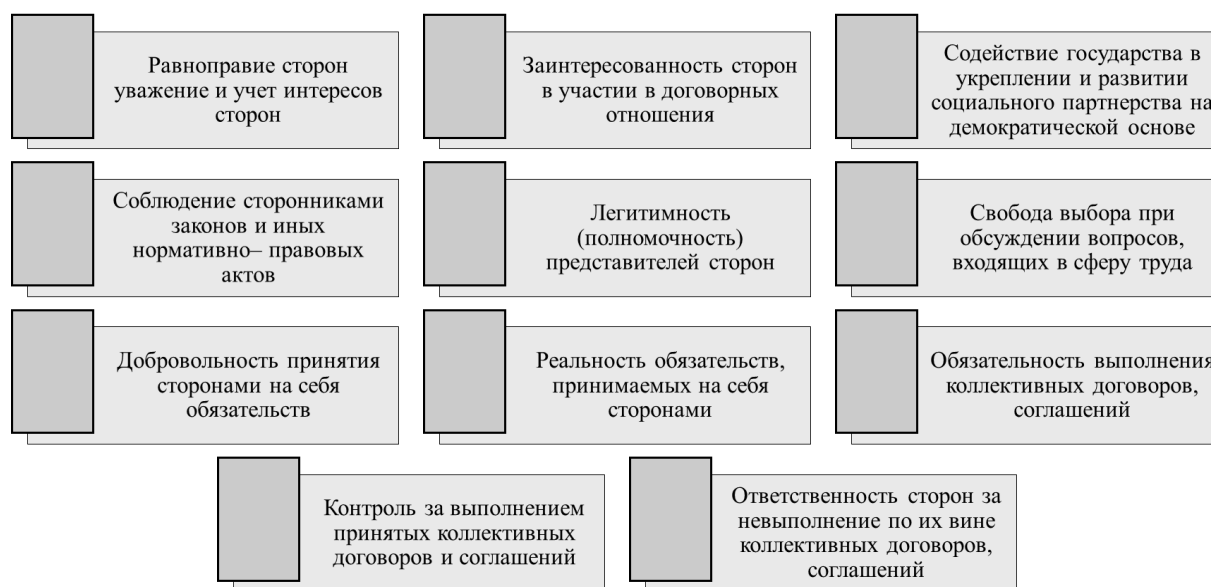 Равноправие сторон
уважение и учет интересов
сторон
Заинтересованность сторон
в участии в договорных
отношения
Содействие государства в
укреплении и развитии
социального партнерства на
демократической основе
Соблюдение сторонниками
законов и иных
нормативно– правовых
актов
Легитимность
(полномочность)
представителей сторон
Свобода выбора при
обсуждении вопросов,
входящих в сферу труда
Добровольность принятия
сторонами на себя
обязательств
Реальность обязательств,
принимаемых на себя
сторонами
Обязательность выполнения
коллективных договоров,
соглашений
Контроль за выполнением
принятых коллективных
договоров и соглашений
Ответственность сторон за
невыполнение по их вине
коллективных договоров,
соглашений